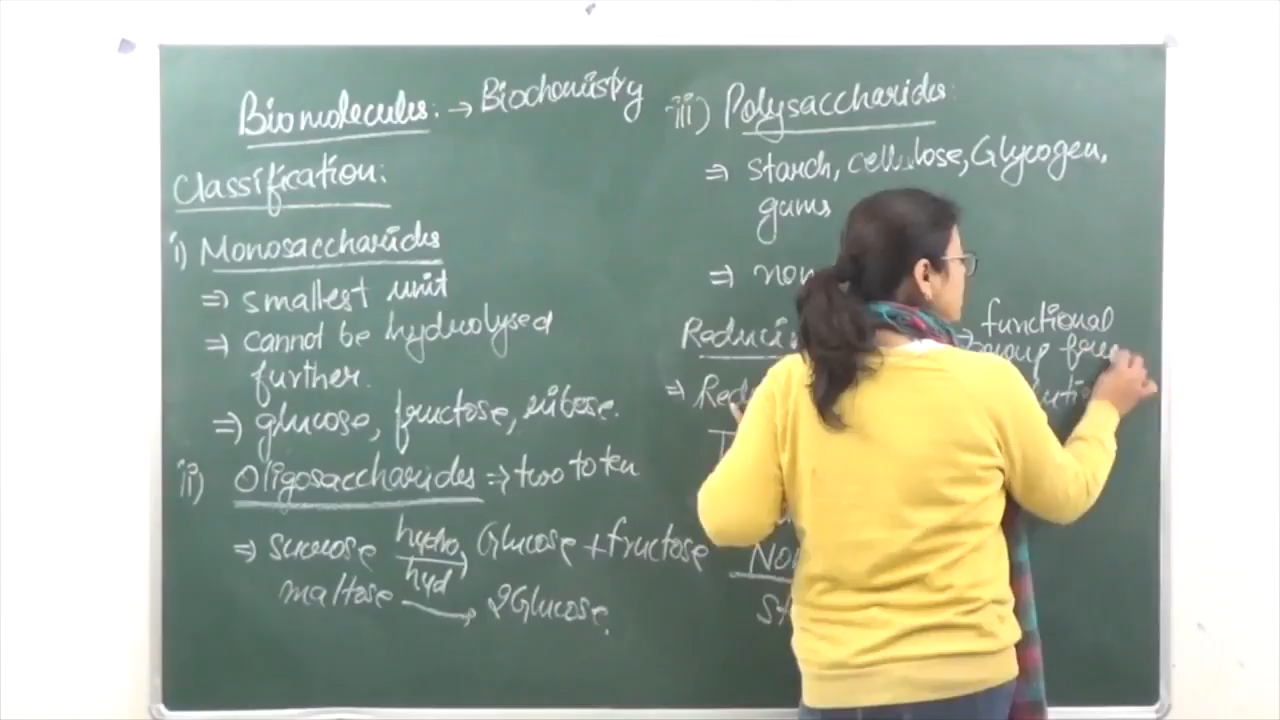 Biomolecules: → Biochemistry
Classification:
i) Monosaccharides
⇒ smallest unit
⇒ cannot be hydrolysed
further.
⇒ glucose, fructose, ribose.
ii) Oligosaccharides ⇒ two to ten
⇒ sucrose hydro Glucose + fructose
hyd
maltose → 2Glucose.
iii) Polysaccharides:
⇒ starch, cellulose, Glycogen,
gums
⇒ non
functional
group